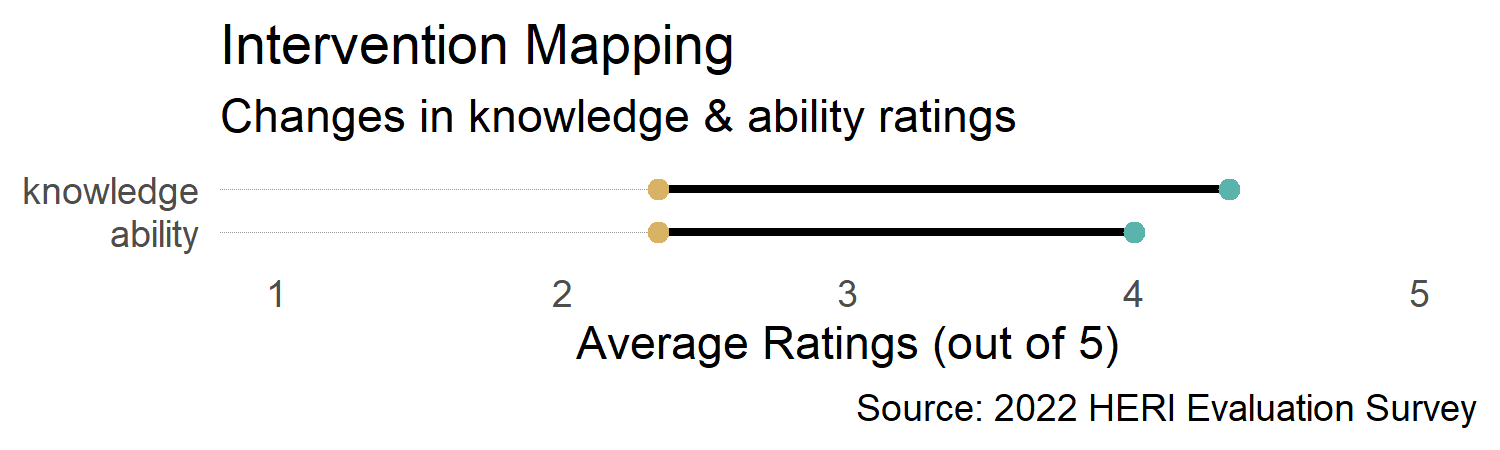 Intervention Mapping
Changes in knowledge & ability ratings
knowledge
ability
1 2 3 4 5
Average Ratings (out of 5)
Source: 2022 HERI Evaluation Survey